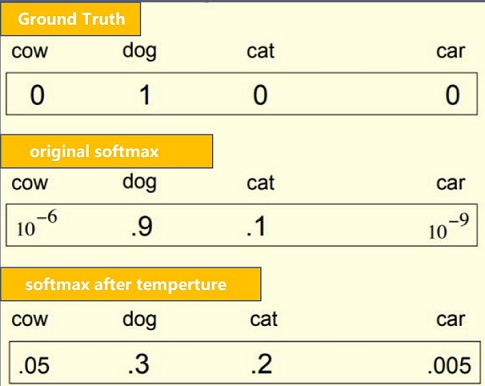 Ground Truth
cow dog cat car
0 1 0 0
original softmax
cow dog cat car
10⁻⁶ .9 .1 10⁻⁹
softmax after temperture
cow dog cat car
.05 .3 .2 .005